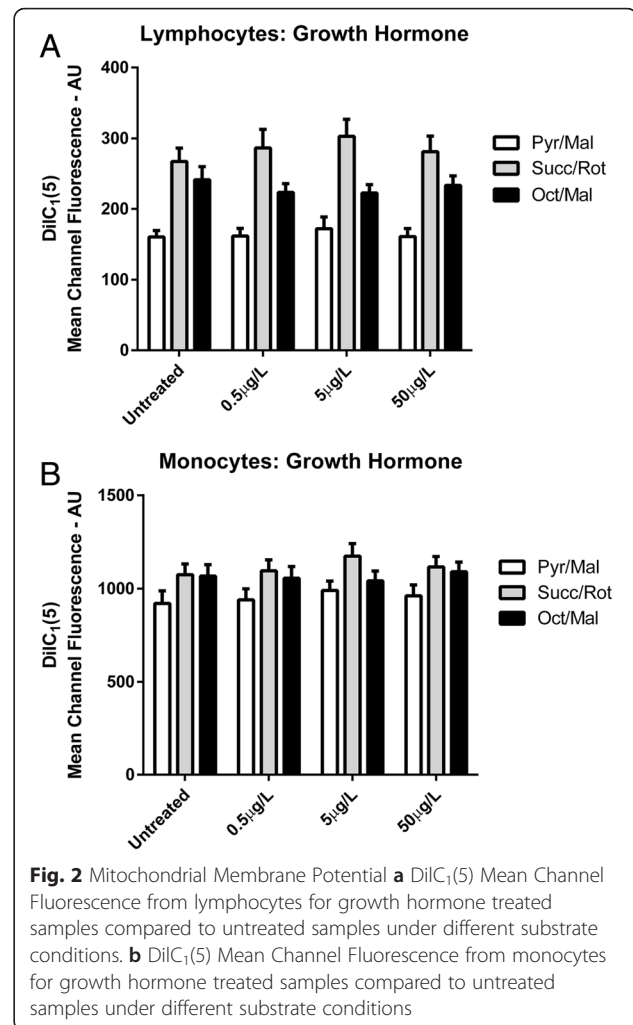 A
Lymphocytes: Growth Hormone
DilC₁(5)
Mean Channel Fluorescence - AU
400
300
200
100
0
Untreated
0.5µg/L
5µg/L
50µg/L
Pyr/Mal
Succ/Rot
Oct/Mal
B
Monocytes: Growth Hormone
DilC₁(5)
Mean Channel Fluorescence - AU
1500
1000
500
0
Untreated
0.5µg/L
5µg/L
50µg/L
Pyr/Mal
Succ/Rot
Oct/Mal
Fig. 2 Mitochondrial Membrane Potential a DilC₁(5) Mean Channel
Fluorescence from lymphocytes for growth hormone treated
samples compared to untreated samples under different substrate
conditions. b DilC₁(5) Mean Channel Fluorescence from monocytes
for growth hormone treated samples compared to untreated
samples under different substrate conditions